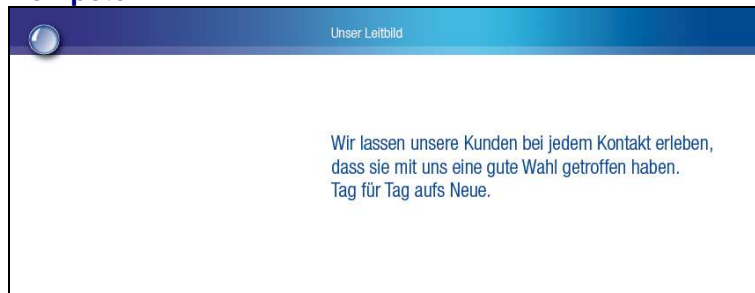 Unser Leitbild
Wir lassen unsere Kunden bei jedem Kontakt erleben,
dass sie mit uns eine gute Wahl getroffen haben.
Tag für Tag aufs Neue.